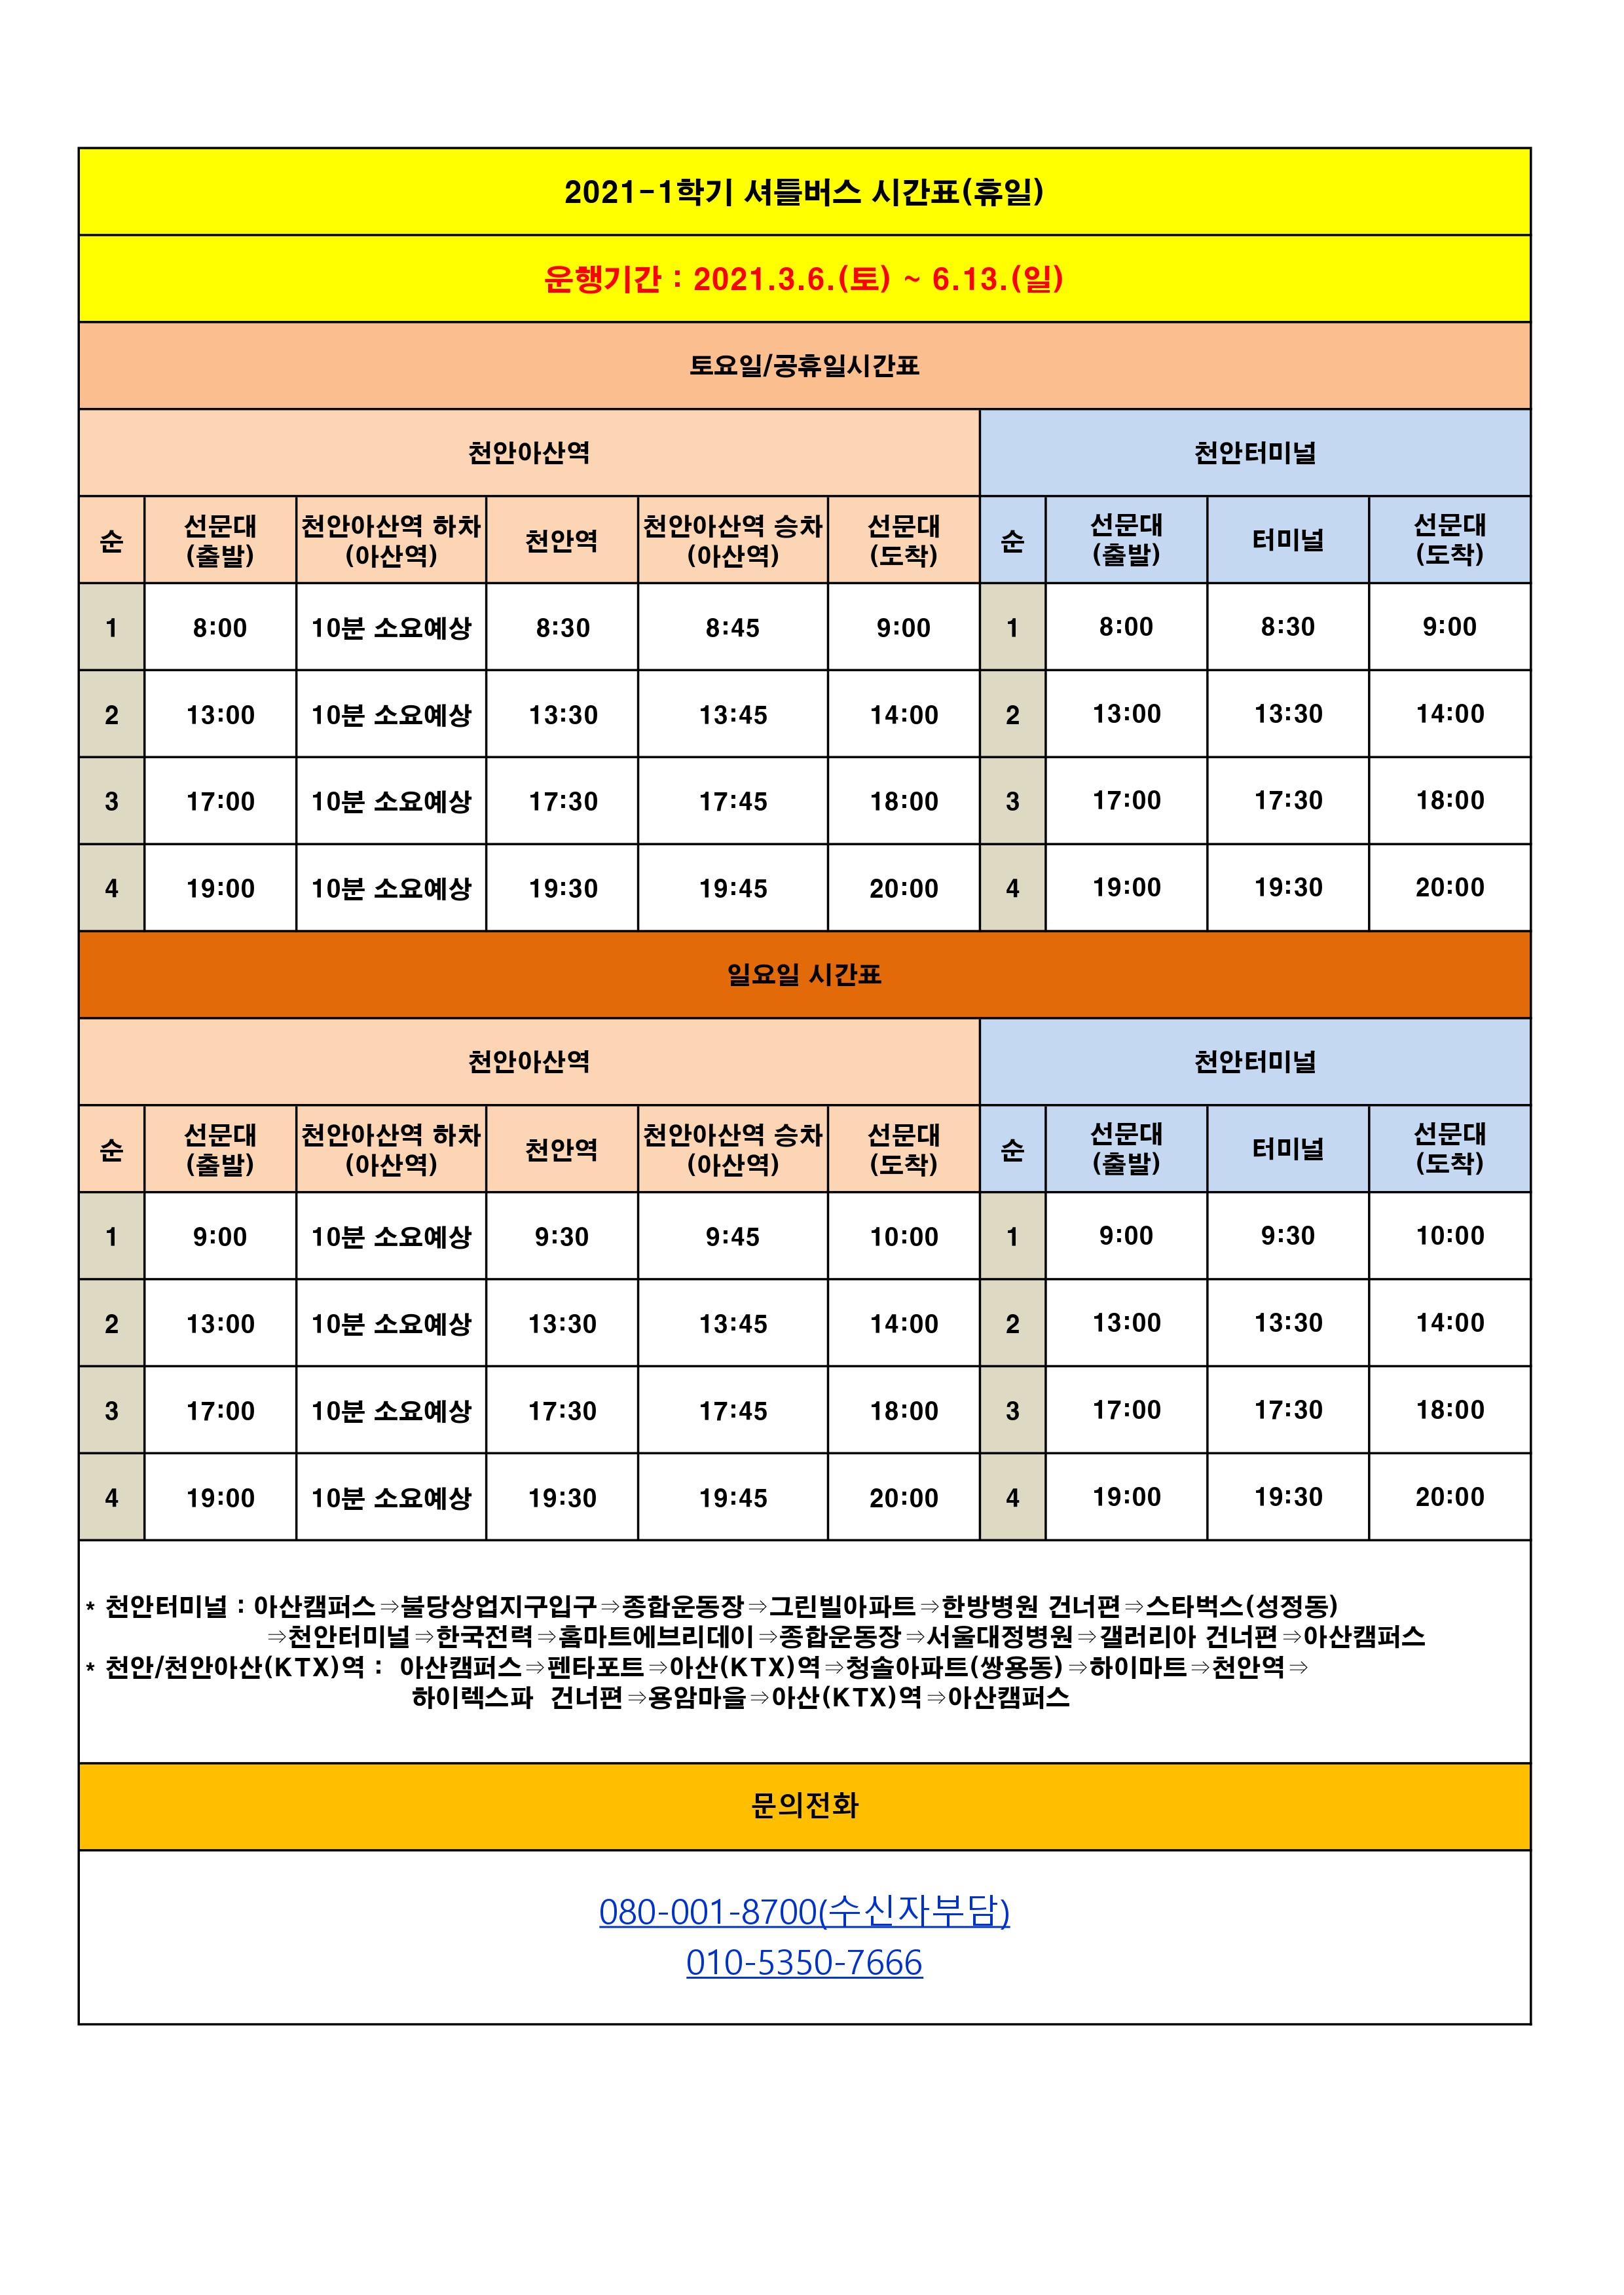 2021-1학기 셔틀버스 시간표(휴일)
운행기간 : 2021.3.6.(토) ~ 6.13.(일)
토요일/공휴일시간표
천안아산역 천안터미널
순 선문대 (출발) 천안아산역 하차 (아산역) 천안역 천안아산역 승차 (아산역) 선문대 (도착) 순 선문대 (출발) 터미널 선문대 (도착)
1 8:00 10분 소요예상 8:30 8:45 9:00 1 8:00 8:30 9:00
2 13:00 10분 소요예상 13:30 13:45 14:00 2 13:00 13:30 14:00
3 17:00 10분 소요예상 17:30 17:45 18:00 3 17:00 17:30 18:00
4 19:00 10분 소요예상 19:30 19:45 20:00 4 19:00 19:30 20:00
일요일 시간표
천안아산역 천안터미널
순 선문대 (출발) 천안아산역 하차 (아산역) 천안역 천안아산역 승차 (아산역) 선문대 (도착) 순 선문대 (출발) 터미널 선문대 (도착)
1 9:00 10분 소요예상 9:30 9:45 10:00 1 9:00 9:30 10:00
2 13:00 10분 소요예상 13:30 13:45 14:00 2 13:00 13:30 14:00
3 17:00 10분 소요예상 17:30 17:45 18:00 3 17:00 17:30 18:00
4 19:00 10분 소요예상 19:30 19:45 20:00 4 19:00 19:30 20:00
* 천안터미널 : 아산캠퍼스⇒불당상업지구입구⇒종합운동장⇒그린빌아파트⇒한방병원 건너편⇒스타벅스(성정동)
⇒천안터미널⇒한국전력⇒홈마트에브리데이⇒종합운동장⇒서울대정병원⇒갤러리아 건너편⇒아산캠퍼스
* 천안/천안아산(KTX)역 : 아산캠퍼스⇒펜타포트⇒아산(KTX)역⇒청솔아파트(쌍용동)⇒하이마트⇒천안역⇒
하이렉스파 건너편⇒용암마을⇒아산(KTX)역⇒아산캠퍼스
문의전화
080-001-8700(수신자부담)
010-5350-7666